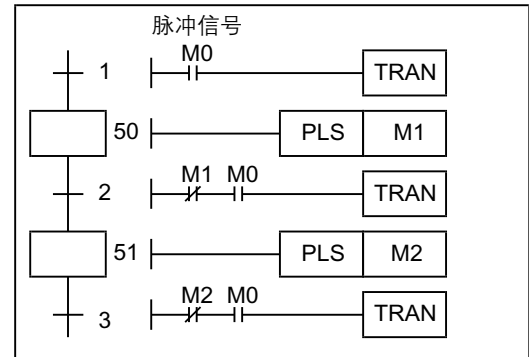 脉冲信号
1 M0 TRAN
50 PLS M1
2 M1 M0 TRAN
51 PLS M2
3 M2 M0 TRAN